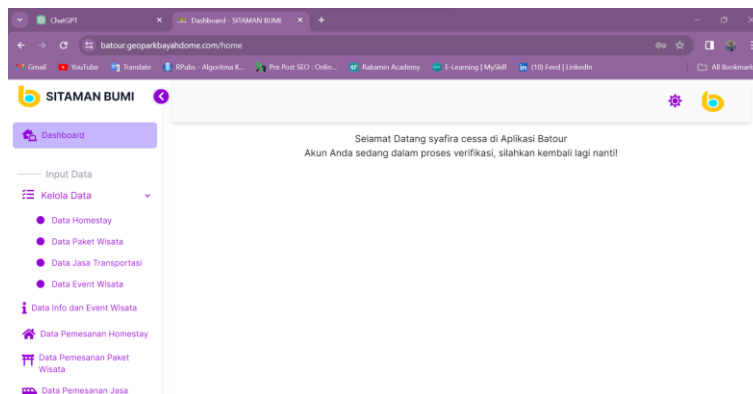 ChatGPT
Dashboard - SITAMAN BUMI
batour.geoparkbayahdome.com/home
Gmail
YouTube
Translate
RPubs - Algoritma K...
Pre Post SEO : Onlin...
Rakamin Academy
E-Learning | MySkill
(10) Feed | LinkedIn
All Bookmark
SITAMAN BUMI
Dashboard
Selamat Datang syafira cessa di Aplikasi Batour
Akun Anda sedang dalam proses verifikasi, silahkan kembali lagi nanti!
Input Data
Kelola Data
Data Homestay
Data Paket Wisata
Data Jasa Transportasi
Data Event Wisata
Data Info dan Event Wisata
Data Pemesanan Homestay
Data Pemesanan Paket
Wisata
Data Pemesanan Jasa